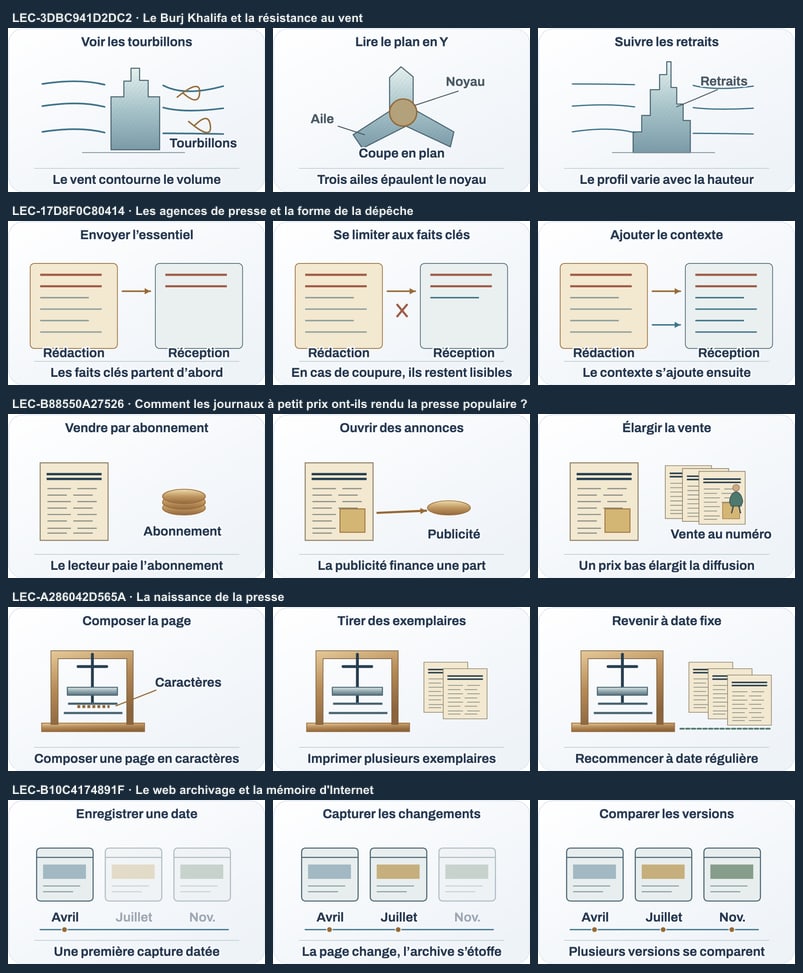 LEC-3DBC941D2DC2 · Le Burj Khalifa et la résistance au vent
Voir les tourbillons
Tourbillons
Le vent contourne le volume
Lire le plan en Y
Noyau
Aile
Coupe en plan
Trois ailes épaulent le noyau
Suivre les retraits
Retraits
Le profil varie avec la hauteur
LEC-17D8F0C80414 · Les agences de presse et la forme de la dépêche
Envoyer l’essentiel
Rédaction
Réception
Les faits clés partent d’abord
Se limiter aux faits clés
Rédaction
Réception
En cas de coupure, ils restent lisibles
Ajouter le contexte
Rédaction
Réception
Le contexte s’ajoute ensuite
LEC-B88550A27526 · Comment les journaux à petit prix ont-ils rendu la presse populaire ?
Vendre par abonnement
Abonnement
Le lecteur paie l’abonnement
Ouvrir des annonces
Publicité
La publicité finance une part
Élargir la vente
Vente au numéro
Un prix bas élargit la diffusion
LEC-A286042D565A · La naissance de la presse
Composer la page
Caractères
Composer une page en caractères
Tirer des exemplaires
Imprimer plusieurs exemplaires
Revenir à date fixe
Recommencer à date régulière
LEC-B10C4174891F · Le web archivage et la mémoire d'Internet
Enregistrer une date
Avril
Juillet
Nov.
Une première capture datée
Capturer les changements
Avril
Juillet
Nov.
La page change, l’archive s’étoffe
Comparer les versions
Avril
Juillet
Nov.
Plusieurs versions se comparent